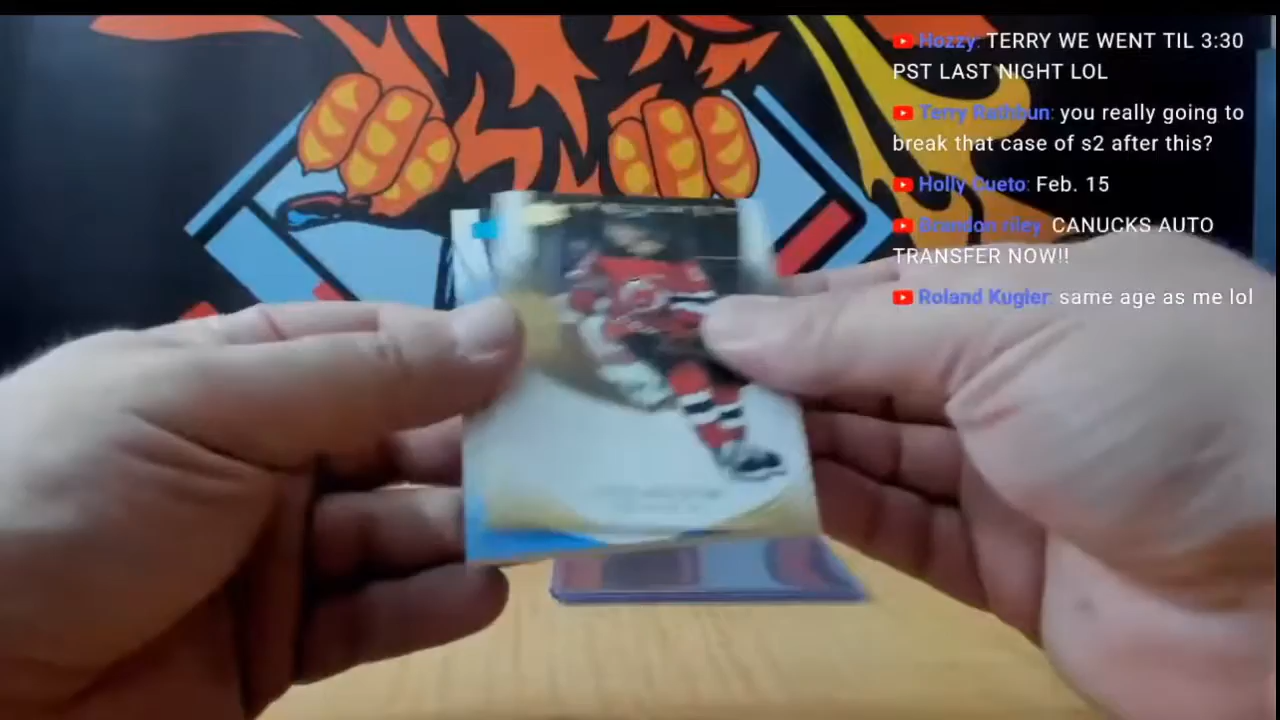 Hozzy: TERRY WE WENT TIL 3:30
PST LAST NIGHT LOL
Terry Rathbun: you really going to
break that case of s2 after this?
Holly Cueto: Feb. 15
Brandon riley: CANUCKS AUTO
TRANSFER NOW!!
Roland Kugler: same age as me lol